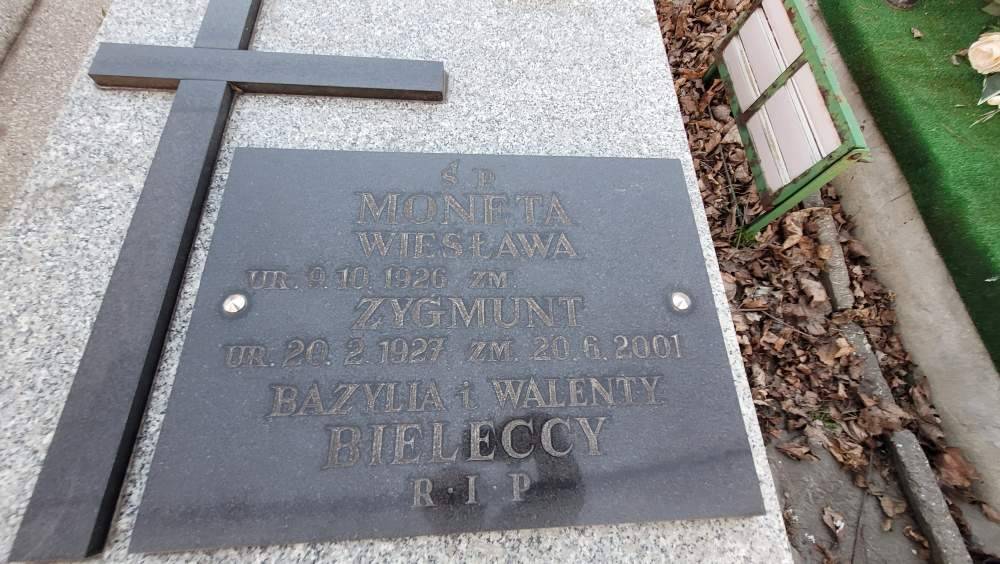 Ś P
MONETA
WIESŁAWA
UR. 9.10.1926 ZM.
ZYGMUNT
UR. 20.2.1927 ZM. 20.6.2001
BAZYLIA i WALENTY
BIELECCY
R·I·P